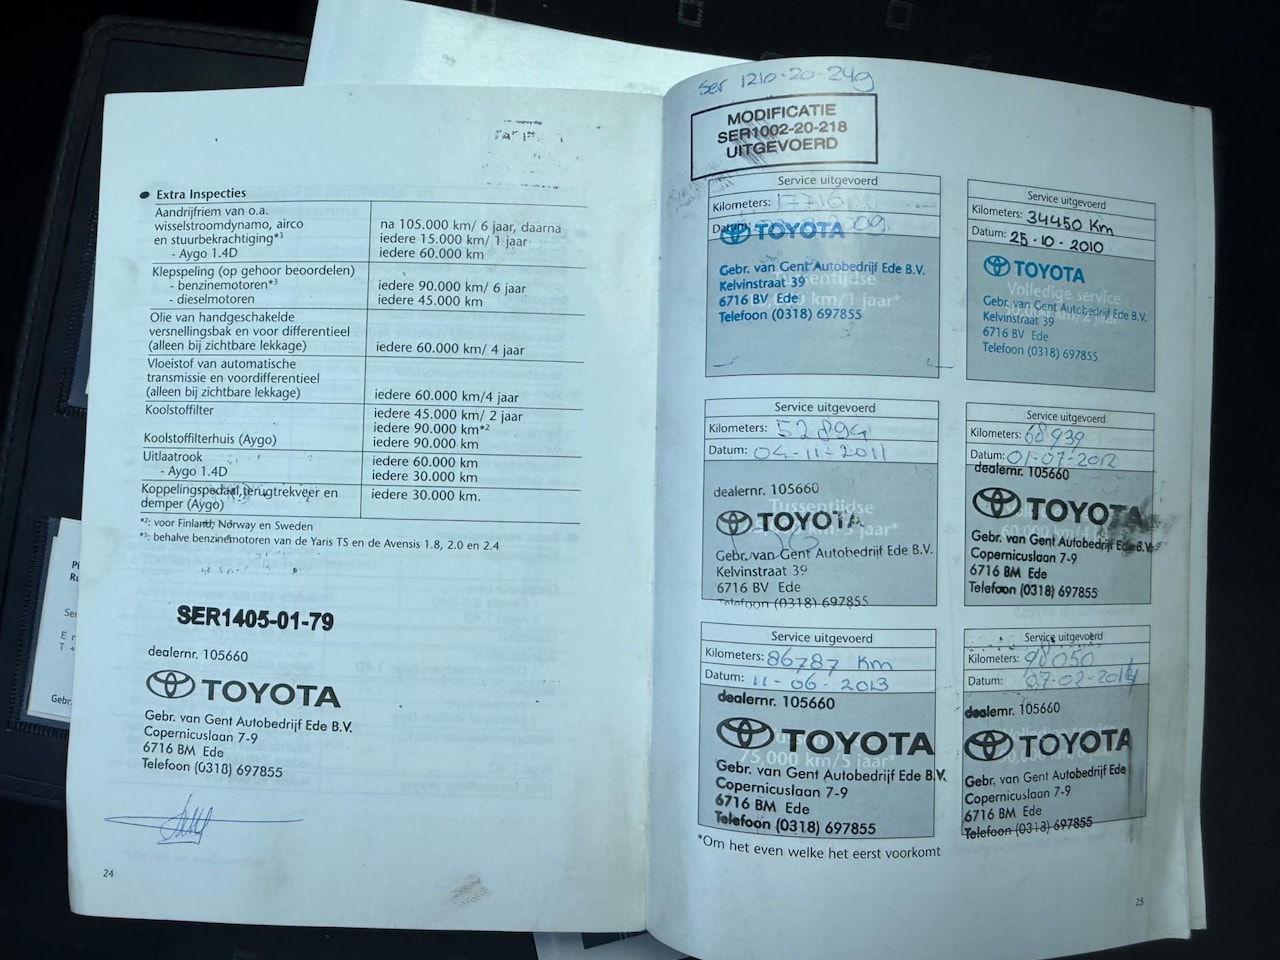 ● Extra Inspecties
Aandrijfriem van o.a.
wisselstroomdynamo, airco
en stuurbekrachtiging*3
- Aygo 1.4D
na 105.000 km/ 6 jaar, daarna
iedere 15.000 km/ 1 jaar
iedere 60.000 km
Klepspeling (op gehoor beoordelen)
- benzinemotoren*3
- dieselmotoren
iedere 90.000 km/ 6 jaar
iedere 45.000 km
Olie van handgeschakelde
versnellingsbak en voor differentieel
(alleen bij zichtbare lekkage)
iedere 60.000 km/ 4 jaar
Vloeistof van automatische
transmissie en voordifferentieel
(alleen bij zichtbare lekkage)
iedere 60.000 km/4 jaar
Koolstoffilter
Koolstoffilterhuis (Aygo)
iedere 45.000 km/ 2 jaar
iedere 90.000 km*2
iedere 90.000 km
Uitlaatrook
- Aygo 1.4D
iedere 60.000 km
iedere 30.000 km
Koppelingspedaal,terugtrekveer en
demper (Aygo)
iedere 30.000 km.
*2: voor Finland, Norway en Sweden
*3: behalve benzinemotoren van de Yaris TS en de Avensis 1.8, 2.0 en 2.4
SER1405-01-79
dealernr. 105660
TOYOTA
Gebr. van Gent Autobedrijf Ede B.V.
Copernicuslaan 7-9
6716 BM Ede
Telefoon (0318) 697855
24
Ser 1210-20-249
MODIFICATIE
SER1002-20-218
UITGEVOERD
Service uitgevoerd
Kilometers: 17716
Datum: 09
TOYOTA
Gebr. van Gent Autobedrijf Ede B.V.
Kelvinstraat 39
6716 BV Ede
Telefoon (0318) 697855
Tussentijdse
km/1 jaar*
Service uitgevoerd
Kilometers: 34450 Km
Datum: 25-10-2010
TOYOTA
Volledige service
Gebr. van Gent Autobedrijf Ede B.V.
Kelvinstraat 39
6716 BV Ede
Telefoon (0318) 697855
Service uitgevoerd
Kilometers: 52894
Datum: 04-11-2011
dealernr. 105660
Tussentijdse
TOYOTA
jaar*
Gebr. van Gent Autobedrijf Ede B.V.
Kelvinstraat 39
6716 BV Ede
Telefoon (0318) 697855
Service uitgevoerd
Kilometers: 68939
Datum: 01-07-2012
dealernr. 105660
TOYOTA
Gebr. van Gent Autobedrijf Ede B.V.
Copernicuslaan 7-9
6716 BM Ede
Telefoon (0318) 697855
Service uitgevoerd
Kilometers: 86787 Km
Datum: 11-06-2013
dealernr. 105660
TOYOTA
75.000 km/5 jaar*
Gebr. van Gent Autobedrijf Ede B.V.
Copernicuslaan 7-9
6716 BM Ede
Telefoon (0318) 697855
Service uitgevoerd
Kilometers: 98050
Datum: 07-02-2014
dealernr. 105660
TOYOTA
Gebr. van Gent Autobedrijf Ede
Copernicuslaan 7-9
6716 BM Ede
Telefoon (0318) 697855
*Om het even welke het eerst voorkomt
25